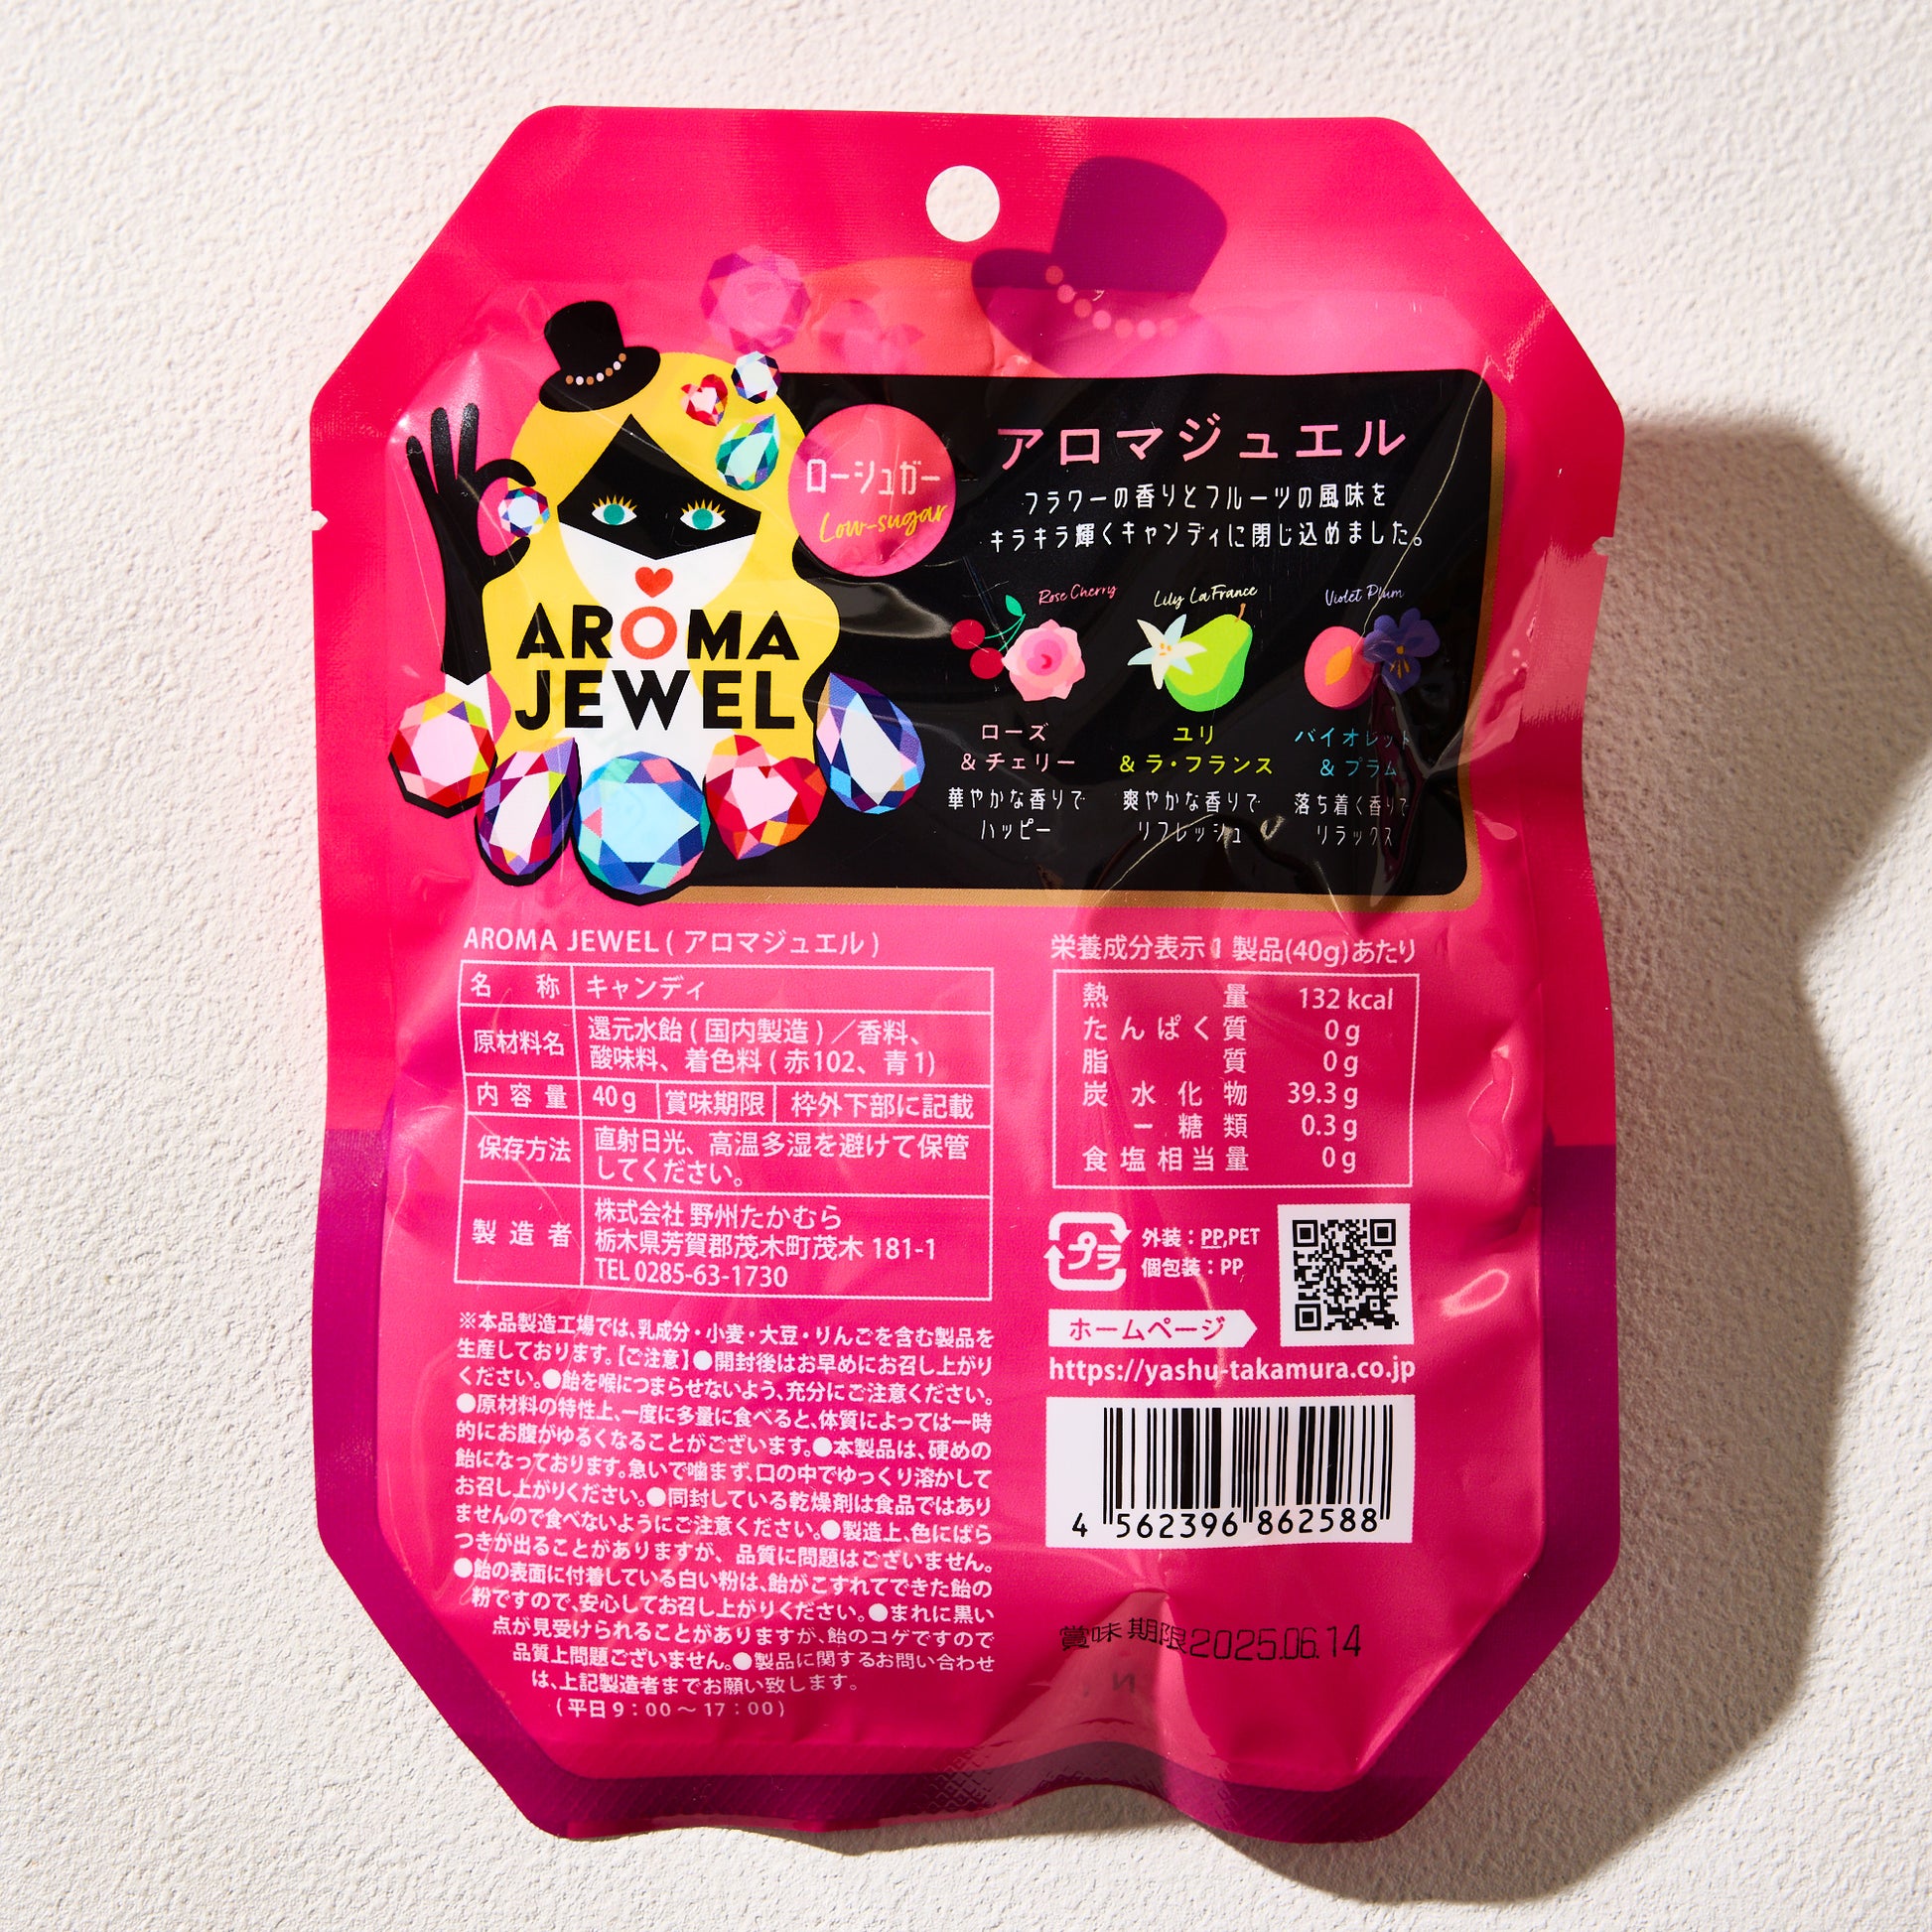 ローシュガー
Low-sugar
AROMA
JEWEL
アロマジュエル
フラワーの香りとフルーツの風味を
キラキラ輝くキャンディに閉じ込めました。
Rose Cherry
ローズ
&チェリー
華やかな香りで
ハッピー
Lily La France
ユリ
&ラ・フランス
爽やかな香りで
リフレッシュ
Violet Plum
バイオレット
&プラム
落ち着く香りで
リラックス
AROMA JEWEL ( アロマジュエル )
名 称 キャンディ
原材料名 還元水飴 ( 国内製造 ) ／香料、
酸味料、着色料 ( 赤102、青1)
内容量 40g 賞味期限 枠外下部に記載
保存方法 直射日光、高温多湿を避けて保管
してください。
製造者 株式会社 野州たかむら
栃木県芳賀郡茂木町茂木 181-1
TEL 0285-63-1730
※本品製造工場では、乳成分・小麦・大豆・りんごを含む製品を
生産しております。【ご注意】●開封後はお早めにお召し上がり
ください。●飴を喉につまらせないよう、充分にご注意ください。
●原材料の特性上、一度に多量に食べると、体質によっては一時
的にお腹がゆるくなることがございます。●本製品は、硬めの
飴になっております。急いで噛まず、口の中でゆっくり溶かして
お召し上がりください。●同封している乾燥剤は食品ではあり
ませんので食べないようにご注意ください。●製造上、色にばら
つきが出ることがありますが、品質に問題はございません。
●飴の表面に付着している白い粉は、飴がこすれてできた飴の
粉ですので、安心してお召し上がりください。●まれに黒い
点が見受けられることがありますが、飴のコゲですので
品質上問題ございません。●製品に関するお問い合わせ
は、上記製造者までお願い致します。
( 平日 9：00 ～ 17：00 )
栄養成分表示 1 製品(40g)あたり
熱量 132 kcal
たんぱく質 0 g
脂質 0 g
炭水化物 39.3 g
－糖類 0.3 g
食塩相当量 0 g
プラ
外装：PP,PET
個包装：PP
ホームページ
https://yashu-takamura.co.jp
4 562396 862588
賞味期限2025.06.14